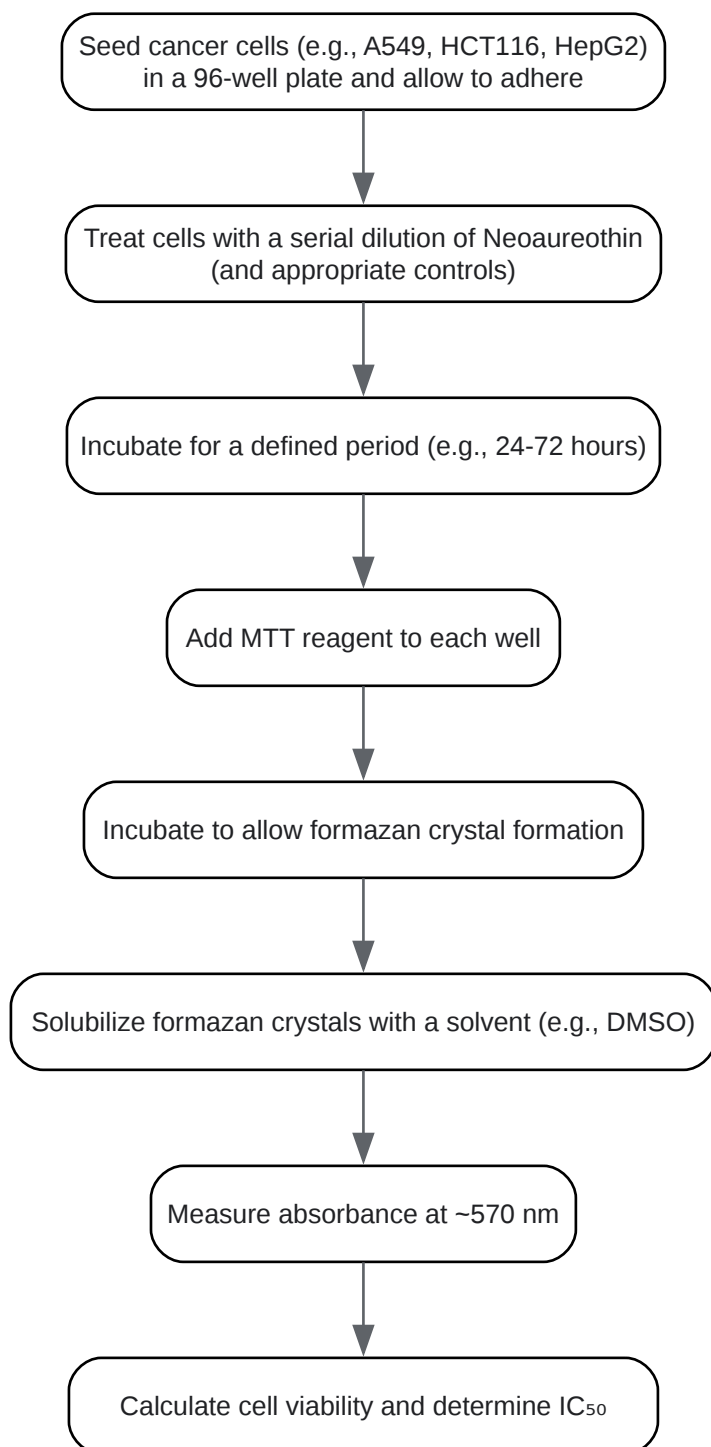 Seed cancer cells (e.g., A549, HCT116, HepG2)
in a 96-well plate and allow to adhere
Treat cells with a serial dilution of Neoaureothin
(and appropriate controls)
Incubate for a defined period (e.g., 24-72 hours)
Add MTT reagent to each well
Incubate to allow formazan crystal formation
Solubilize formazan crystals with a solvent (e.g., DMSO)
Measure absorbance at ~570 nm
Calculate cell viability and determine IC₅₀